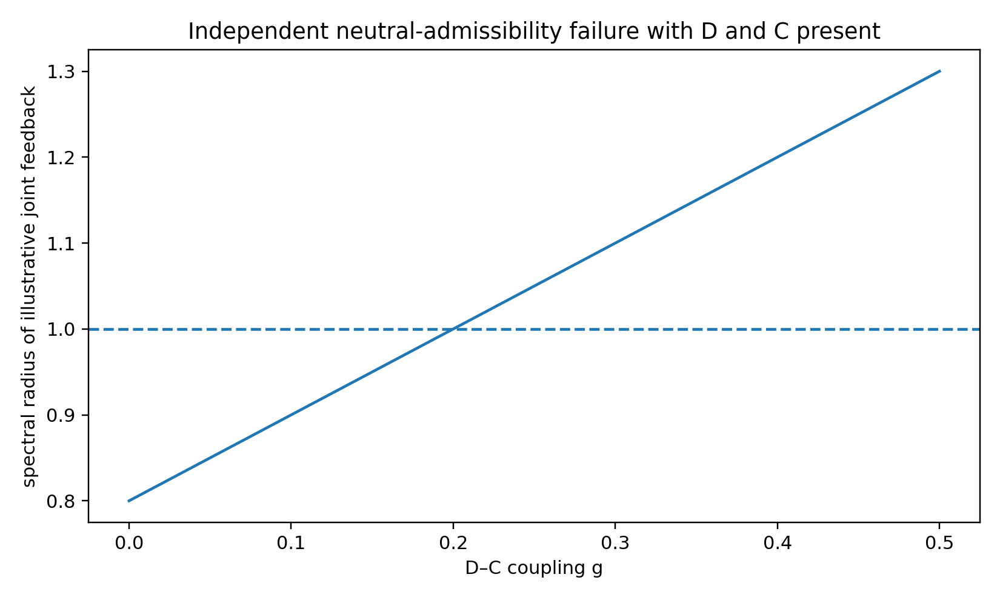 Independent neutral-admissibility failure with D and C present
spectral radius of illustrative joint feedback
1.3
1.2
1.1
1.0
0.9
0.8
0.0 0.1 0.2 0.3 0.4 0.5
D–C coupling g